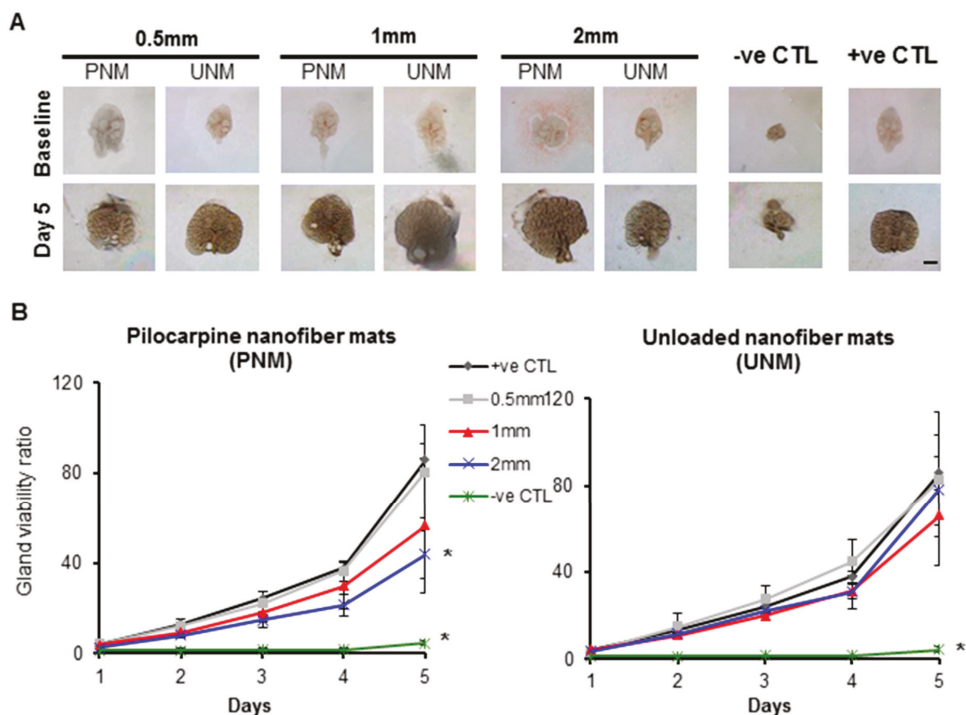 A
0.5mm 1mm 2mm -ve CTL +ve CTL
PNM UNM PNM UNM PNM UNM
Baseline
Day 5
B
Pilocarpine nanofiber mats
(PNM)
Gland viability ratio
120
80
40
0
1 2 3 4 5
Days
*
*
+ve CTL
0.5mm
1mm
2mm
-ve CTL
Unloaded nanofiber mats
(UNM)
120
80
40
0
1 2 3 4 5
Days
*